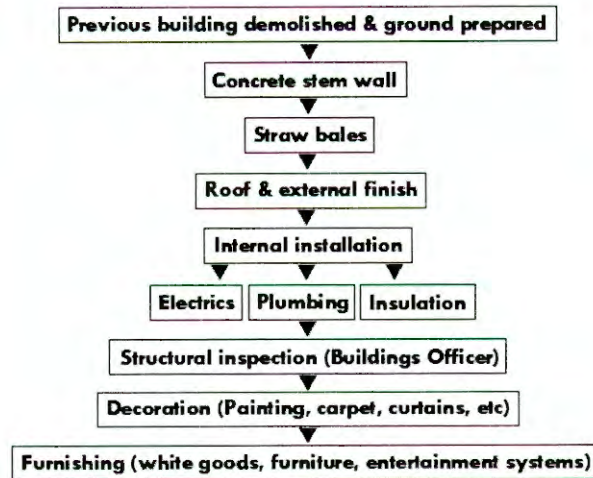 Previous building demolished & ground prepared
Concrete stem wall
Straw bales
Roof & external finish
Internal installation
Electrics Plumbing Insulation
Structural inspection (Buildings Officer)
Decoration (Painting, carpet, curtains, etc)
Furnishing (white goods, furniture, entertainment systems)